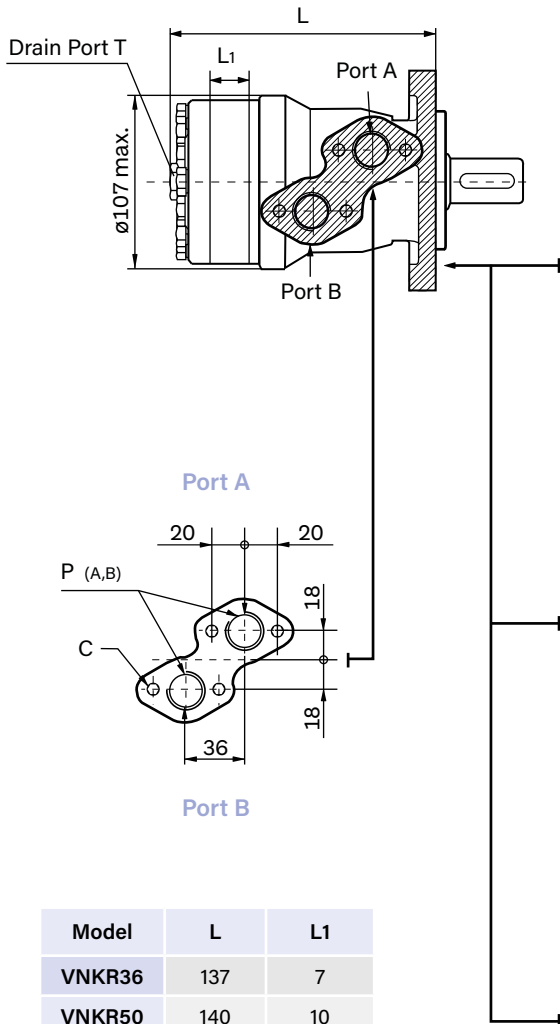 L
Drain Port T
L1
Port A
ø107 max.
Port B
Port A
20 20
P (A,B)
18
C
18
36
Port B
Model L L1
VNKR36 137 7
VNKR50 140 10